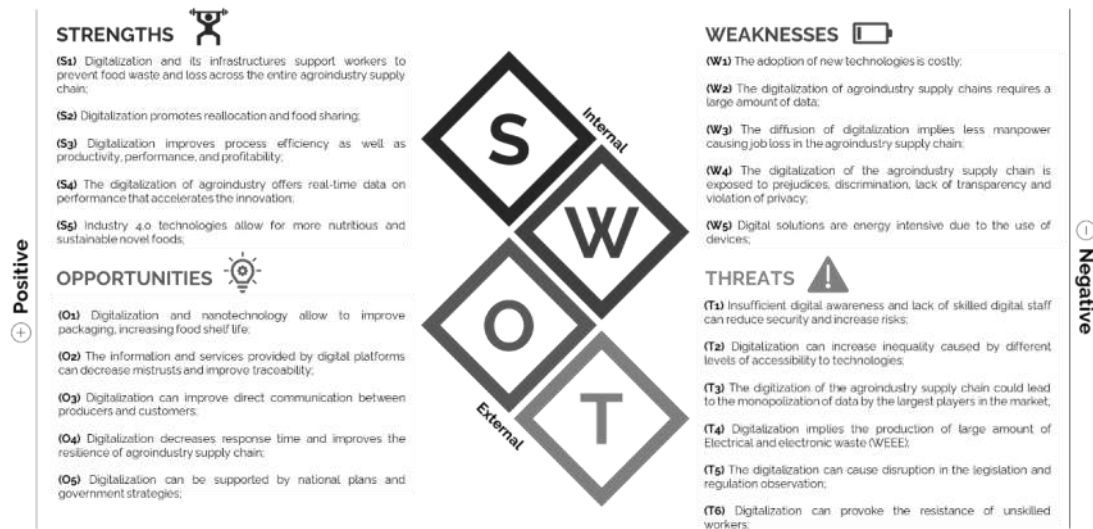 STRENGTHS
(S1) Digitalization and its infrastructures support workers to
prevent food waste and loss across the entire agroindustry supply
chain;
(S2) Digitalization promotes reallocation and food sharing;
(S3) Digitalization improves process efficiency as well as
productivity, performance, and profitability;
(S4) The digitalization of agroindustry offers real-time data on
performance that accelerates the innovation;
(S5) Industry 4.0 technologies allow for more nutritious and
sustainable novel foods;
OPPORTUNITIES
(O1) Digitalization and nanotechnology allow to improve
packaging, increasing food shelf life;
(O2) The information and services provided by digital platforms
can decrease mistrusts and improve traceability;
(O3) Digitalization can improve direct communication between
producers and customers;
(O4) Digitalization decreases response time and improves the
resilience of agroindustry supply chain;
(O5) Digitalization can be supported by national plans and
government strategies;
+ Positive
S
W
O
T
Internal
External
WEAKNESSES
(W1) The adoption of new technologies is costly;
(W2) The digitalization of agroindustry supply chains requires a
large amount of data;
(W3) The diffusion of digitalization implies less manpower
causing job loss in the agroindustry supply chain;
(W4) The digitalization of the agroindustry supply chain is
exposed to prejudices, discrimination, lack of transparency and
violation of privacy;
(W5) Digital solutions are energy intensive due to the use of
devices;
THREATS
(T1) Insufficient digital awareness and lack of skilled digital staff
can reduce security and increase risks;
(T2) Digitalization can increase inequality caused by different
levels of accessibility to technologies;
(T3) The digitization of the agroindustry supply chain could lead
to the monopolization of data by the largest players in the market;
(T4) Digitalization implies the production of large amount of
Electrical and electronic waste (WEEE);
(T5) The digitalization can cause disruption in the legislation and
regulation observation;
(T6) Digitalization can provoke the resistance of unskilled
workers;
- Negative